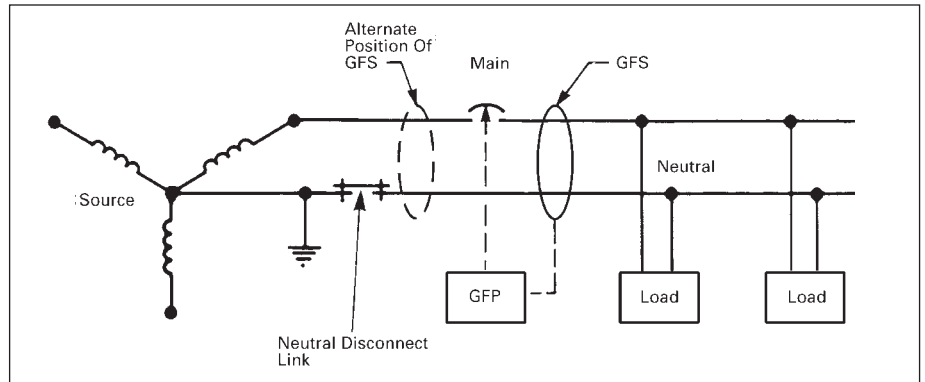 Alternate
Position Of
GFS
Main
GFS
Neutral
Source
GFP
Load
Load
Neutral Disconnect
Link